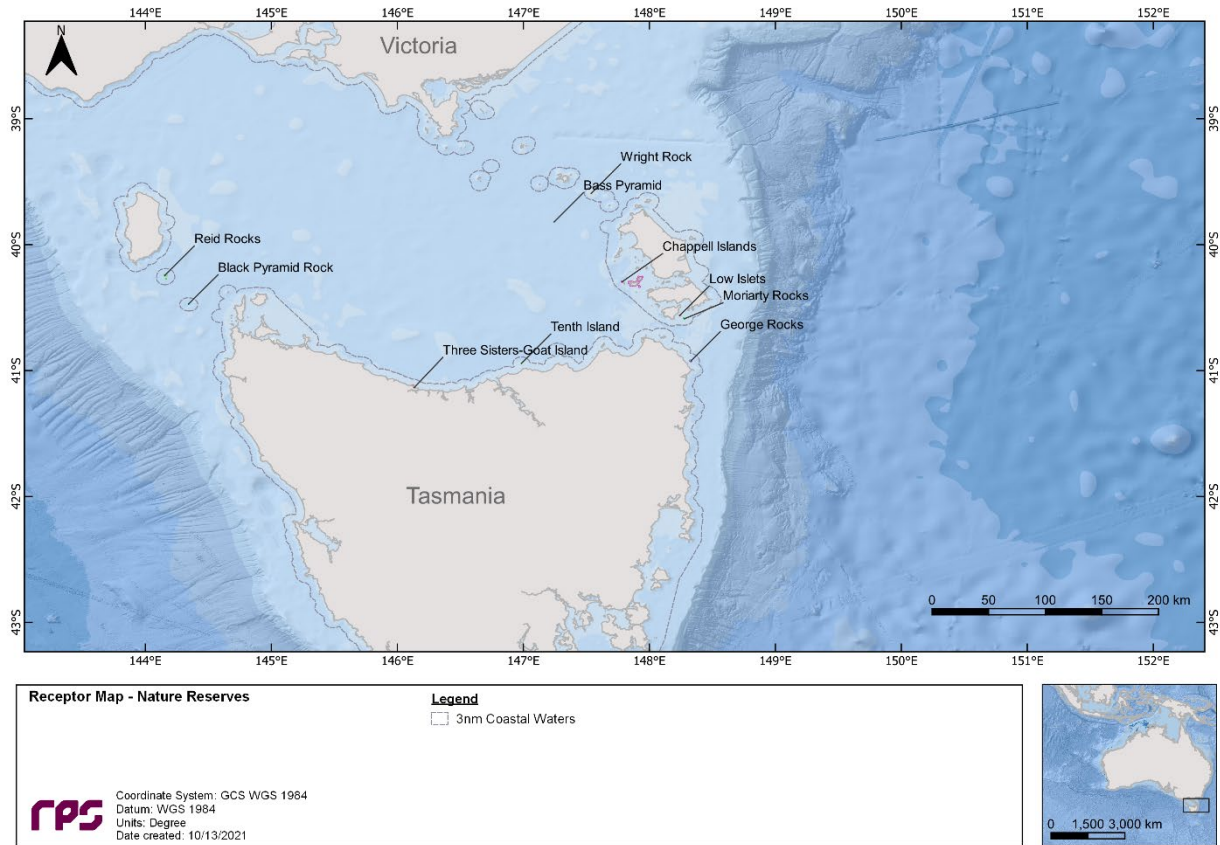 N
Victoria
39°S
39°S
Wright Rock
Bass Pyramid
40°S
40°S
Reid Rocks
Chappell Islands
Black Pyramid Rock
Low Islets
Moriarty Rocks
Tenth Island
George Rocks
Three Sisters-Goat Island
41°S
41°S
Tasmania
42°S
42°S
0 50 100 150 200 km
43°S
43°S
144°E 145°E 146°E 147°E 148°E 149°E 150°E 151°E 152°E
144°E 145°E 146°E 147°E 148°E 149°E 150°E 151°E 152°E
Receptor Map - Nature Reserves
Legend
3nm Coastal Waters
rps
Coordinate System: GCS WGS 1984
Datum: WGS 1984
Units: Degree
Date created: 10/13/2021
0 1,500 3,000 km